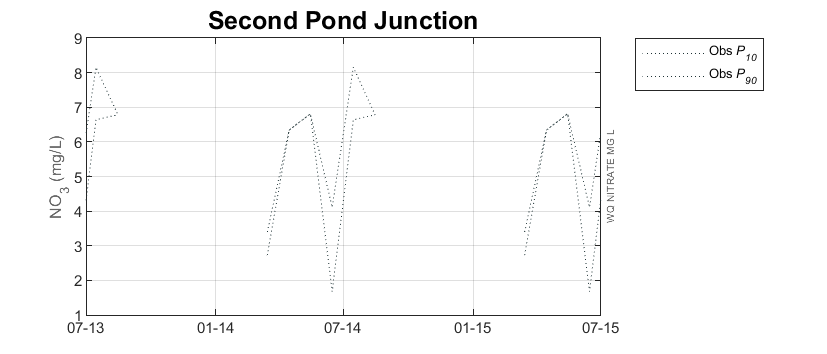 Second Pond Junction
9
8
7
6
5
4
3
2
1
NO3 (mg/L)
07-13 01-14 07-14 01-15 07-15
WQ NITRATE MG L
Obs P10
Obs P90